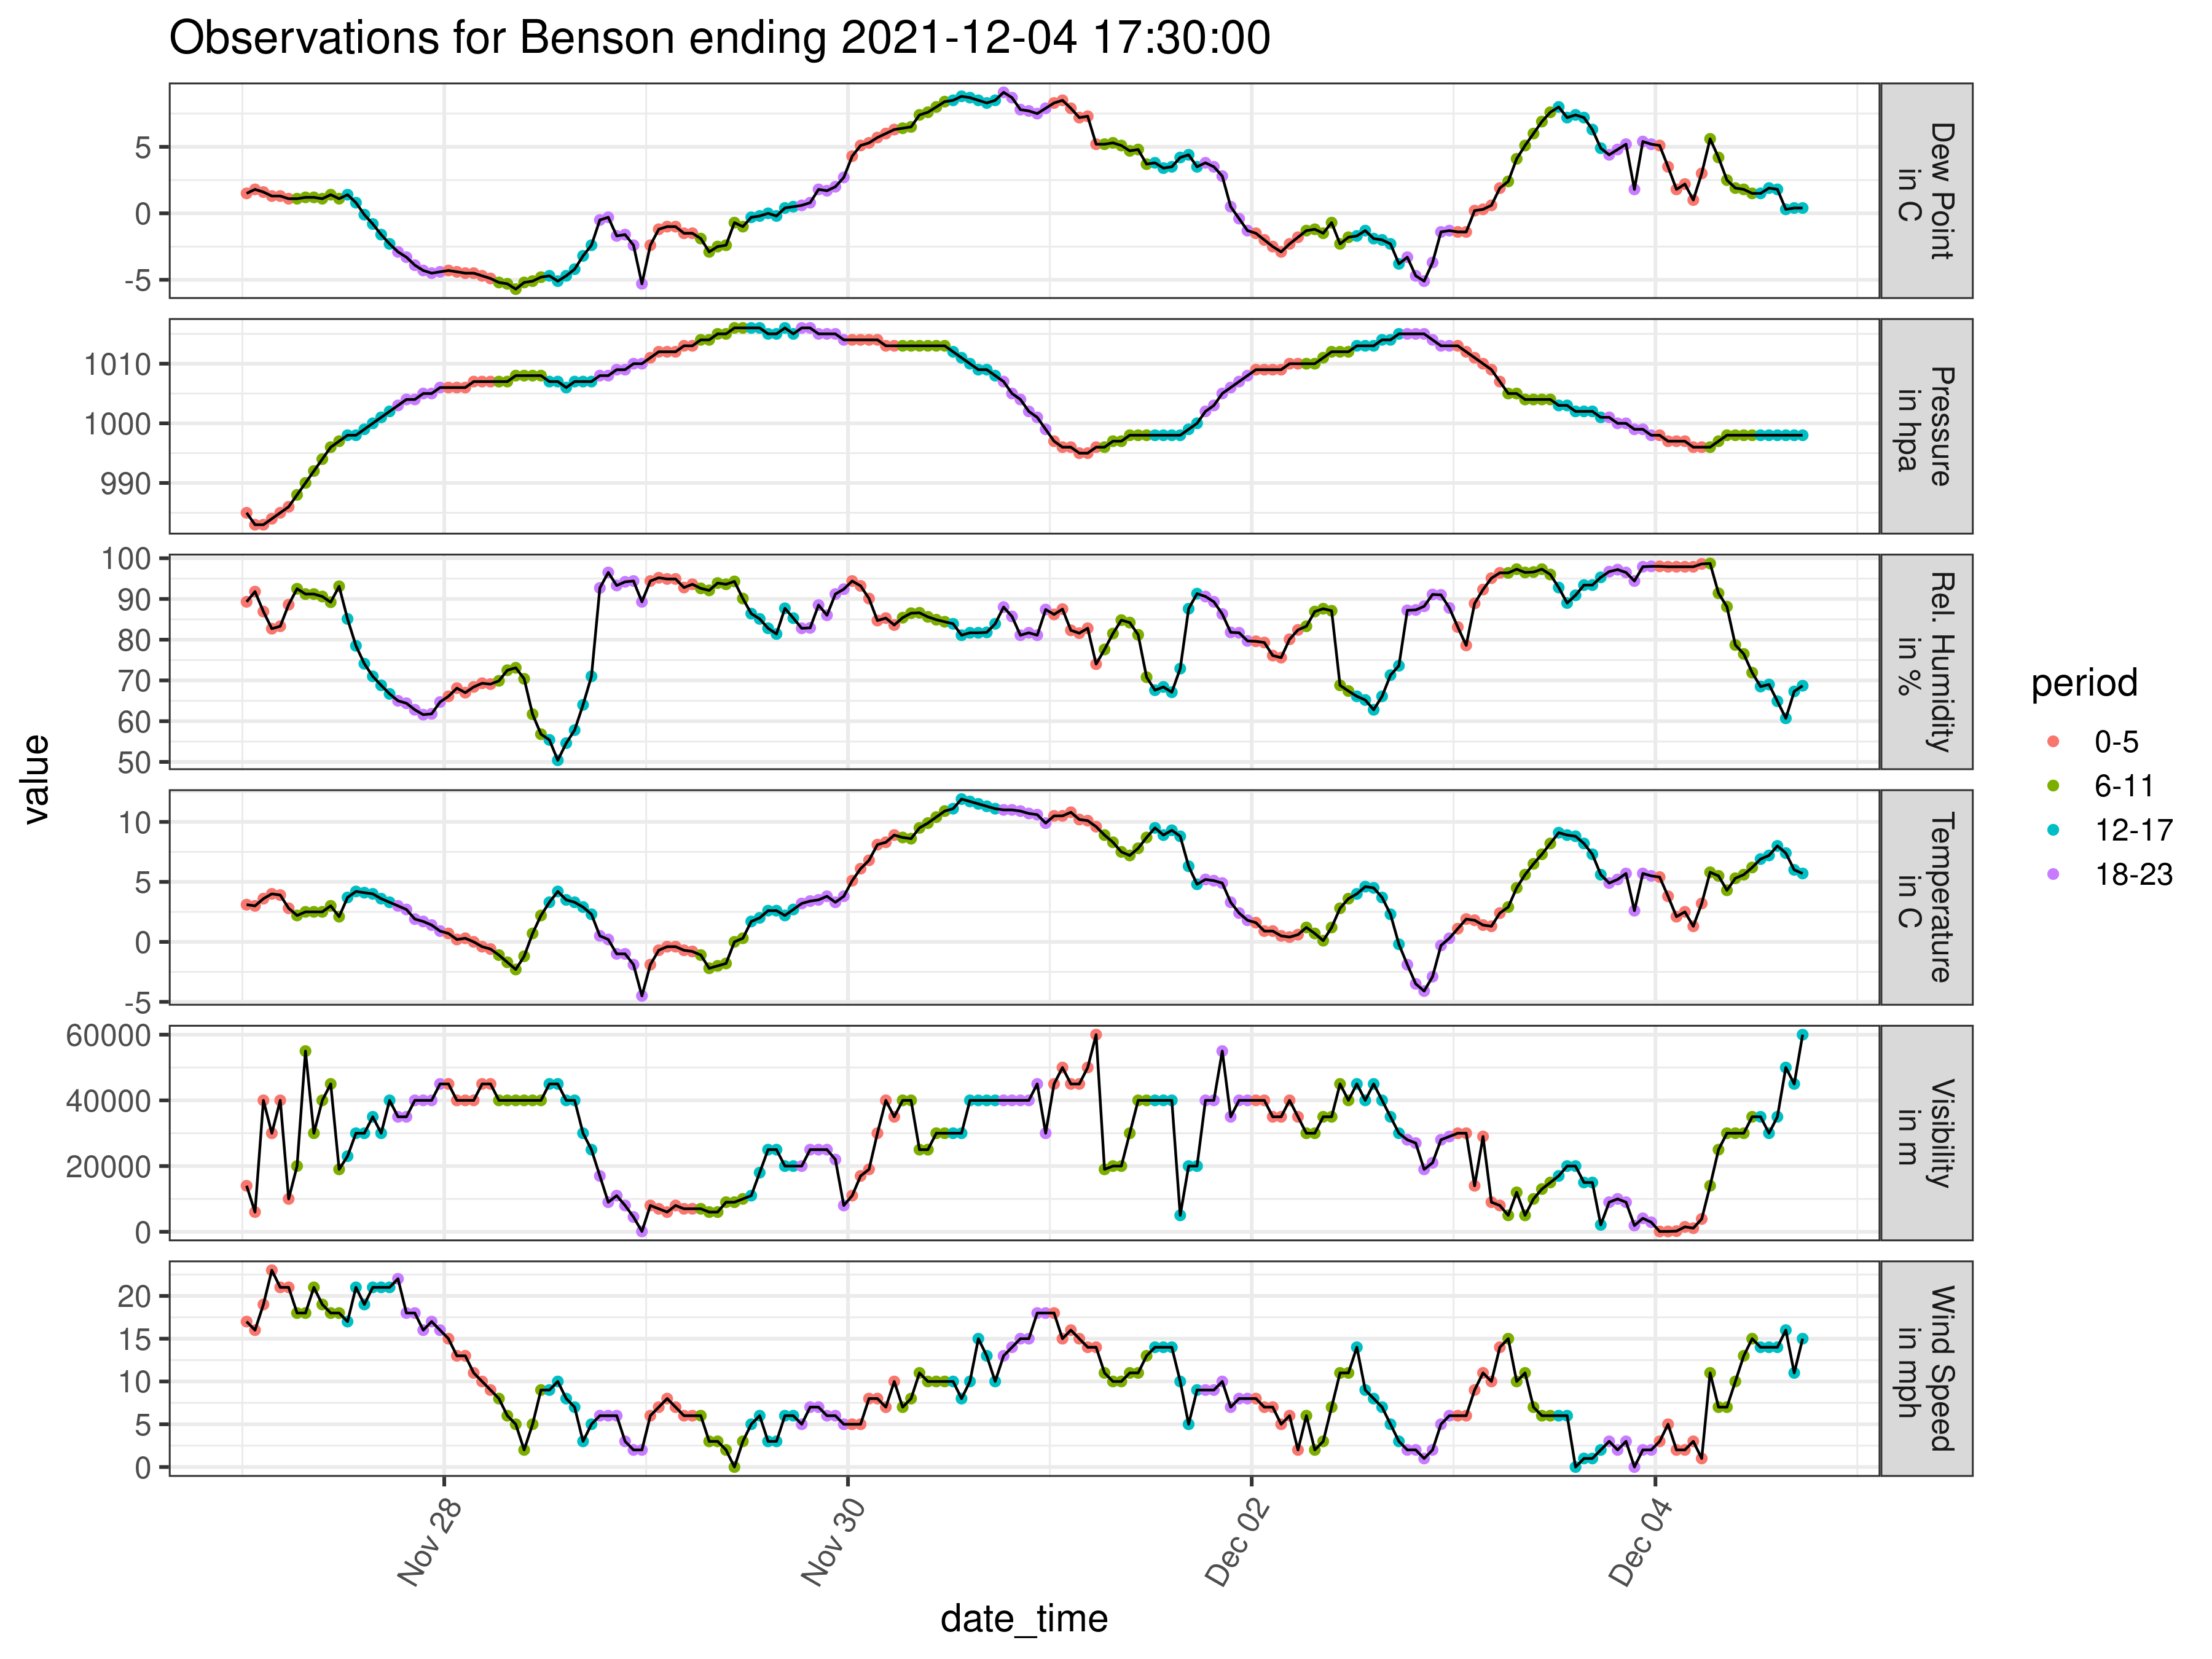 Observations for Benson ending 2021-12-04 17:30:00
value
5
0
-5
Dew Point
in C
1010
1000
990
Pressure
in hpa
100
90
80
70
60
50
Rel. Humidity
in %
10
5
0
-5
Temperature
in C
60000
40000
20000
0
Visibility
in m
20
15
10
5
0
Wind Speed
in mph
Nov 28
Nov 30
Dec 02
Dec 04
date_time
period
0-5
6-11
12-17
18-23